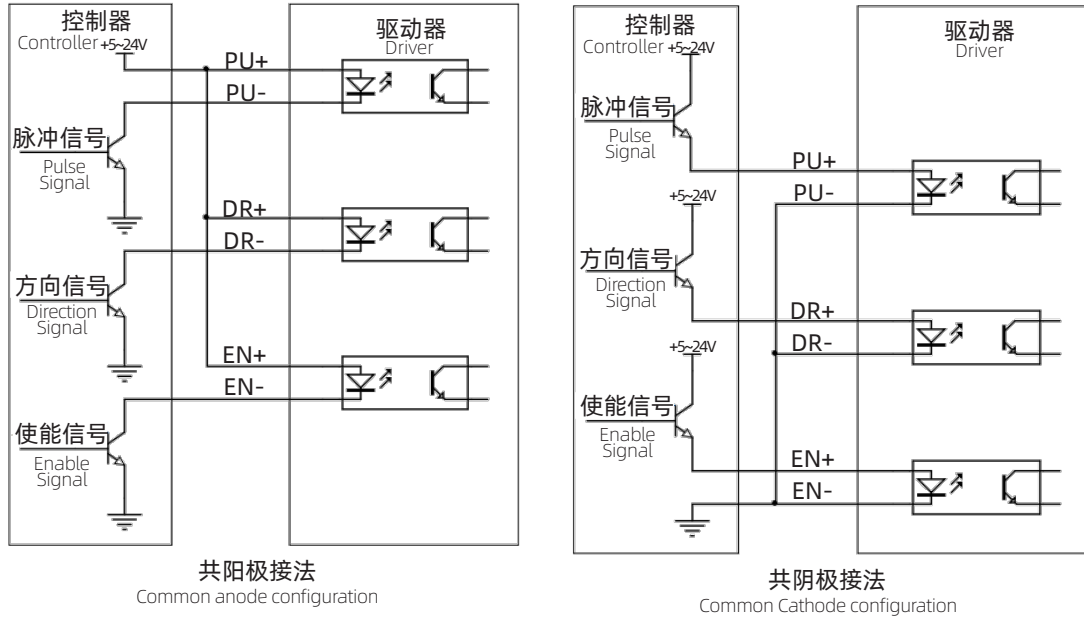 控制器
Controller +5~24V
驱动器
Driver
PU+
PU-
脉冲信号
Pulse
Signal
DR+
DR-
方向信号
Direction
Signal
EN+
EN-
使能信号
Enable
Signal
共阳极接法
Common anode configuration
控制器
Controller +5~24V
驱动器
Driver
脉冲信号
Pulse
Signal
PU+
PU-
+5~24V
方向信号
Direction
Signal
DR+
DR-
+5~24V
使能信号
Enable
Signal
EN+
EN-
共阴极接法
Common Cathode configuration